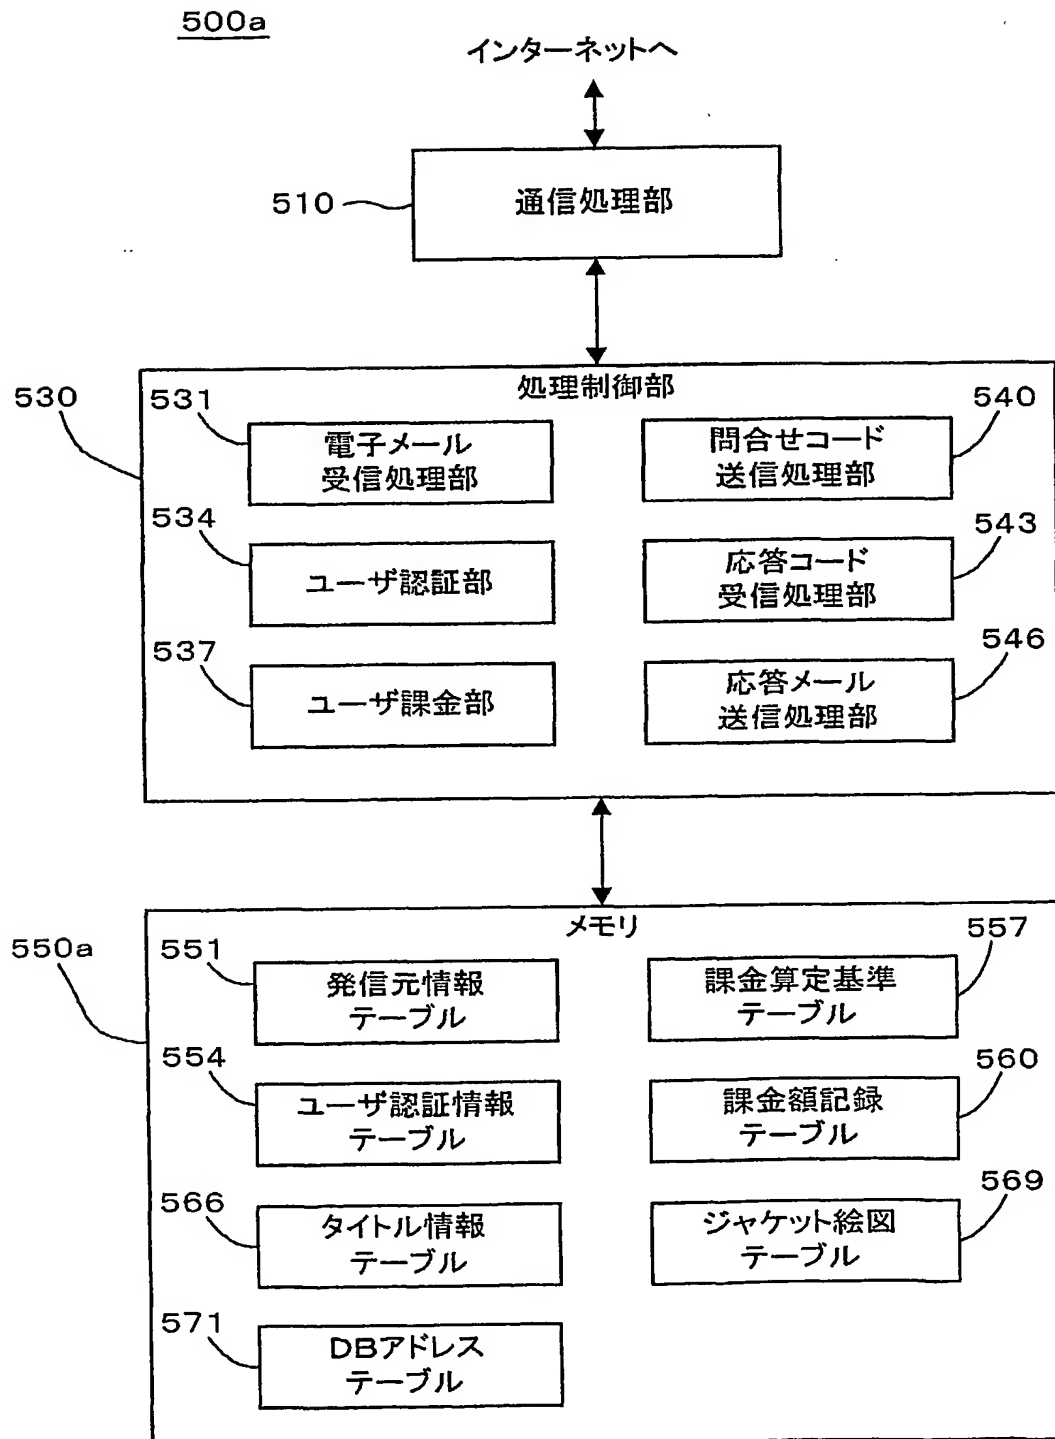 500a
インターネットへ
510
通信処理部
530
処理制御部
531
電子メール
受信処理部
540
問合せコード
送信処理部
534
ユーザ認証部
543
応答コード
受信処理部
537
ユーザ課金部
546
応答メール
送信処理部
550a
メモリ
551
発信元情報
テーブル
557
課金算定基準
テーブル
554
ユーザ認証情報
テーブル
560
課金額記録
テーブル
566
タイトル情報
テーブル
569
ジャケット絵図
テーブル
571
DBアドレス
テーブル